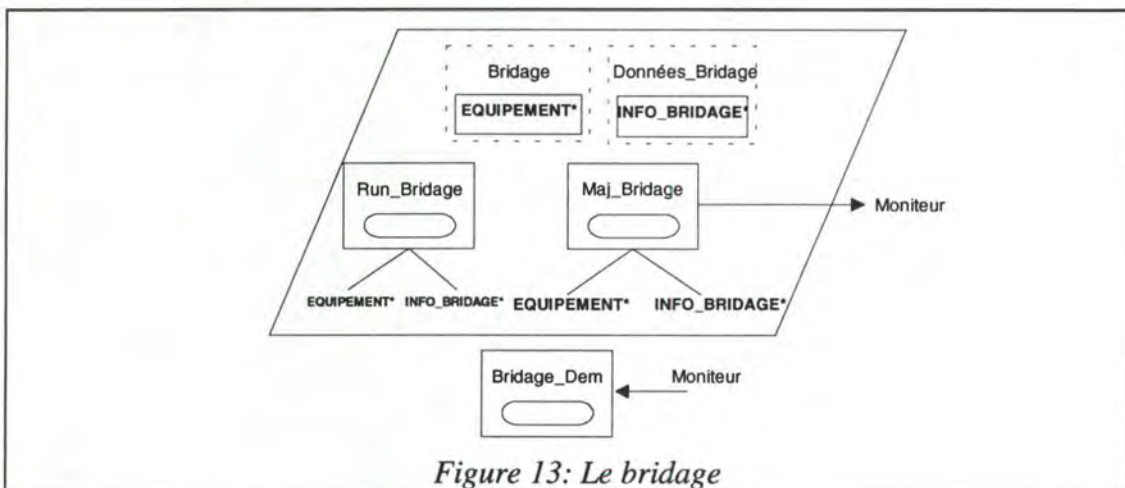 Bridage
Données_Bridage
EQUIPEMENT*
INFO_BRIDAGE*
Run_Bridage
Maj_Bridage
Moniteur
EQUIPEMENT*
INFO_BRIDAGE*
EQUIPEMENT*
INFO_BRIDAGE*
Bridage_Dem
Moniteur
Figure 13: Le bridage